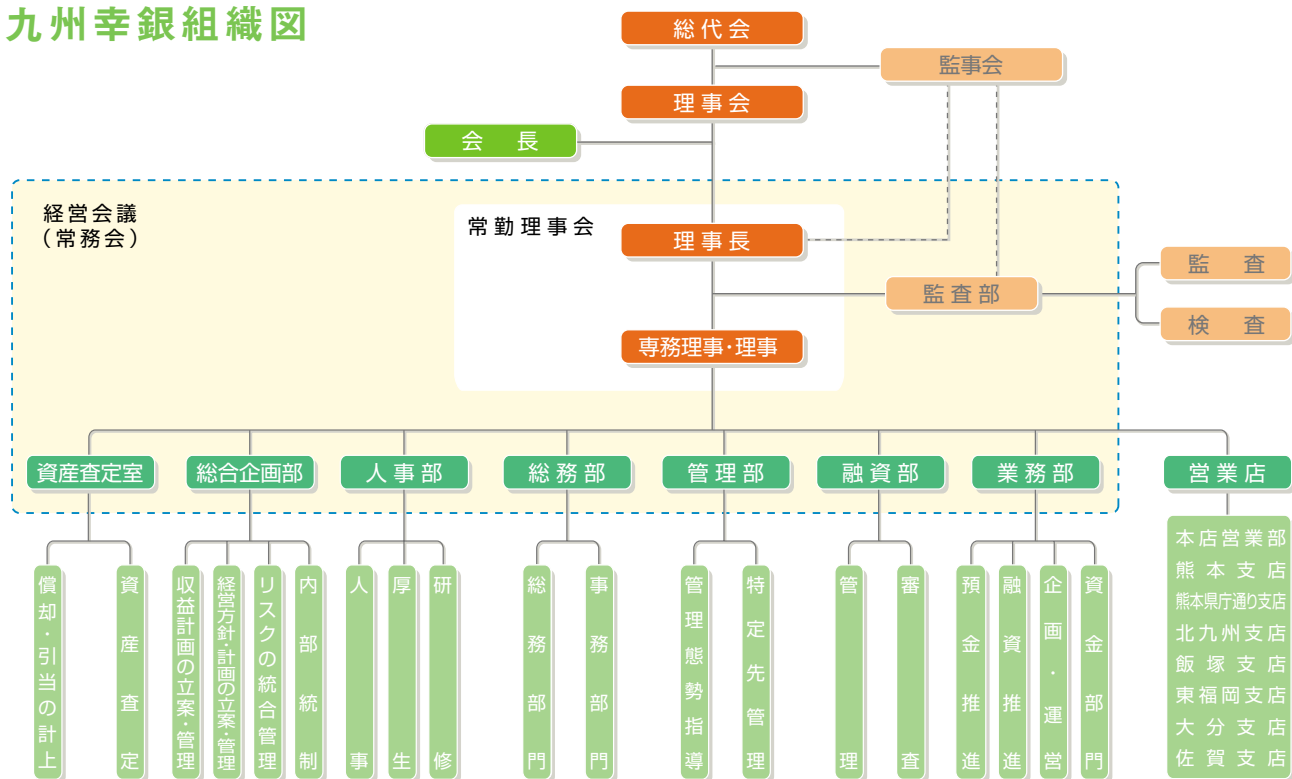 九州幸銀組織図
総代会
監事会
理事会
会長
経営会議
（常務会）
常勤理事会
理事長
監査部
監査
検査
専務理事・理事
資産査定室
総合企画部
人事部
総務部
管理部
融資部
業務部
営業店
償却・引当の計上
資産査定
収益計画の立案・管理
経営方針・計画の立案・管理
リスクの統合管理
内部統制
人事
厚生
研修
総務部門
事務部門
管理態勢指導
特定先管理
管理
審査
預金推進
融資推進
企画・運営
資金部門
本店営業部
熊本支店
熊本県庁通り支店
北九州支店
飯塚支店
東福岡支店
大分支店
佐賀支店